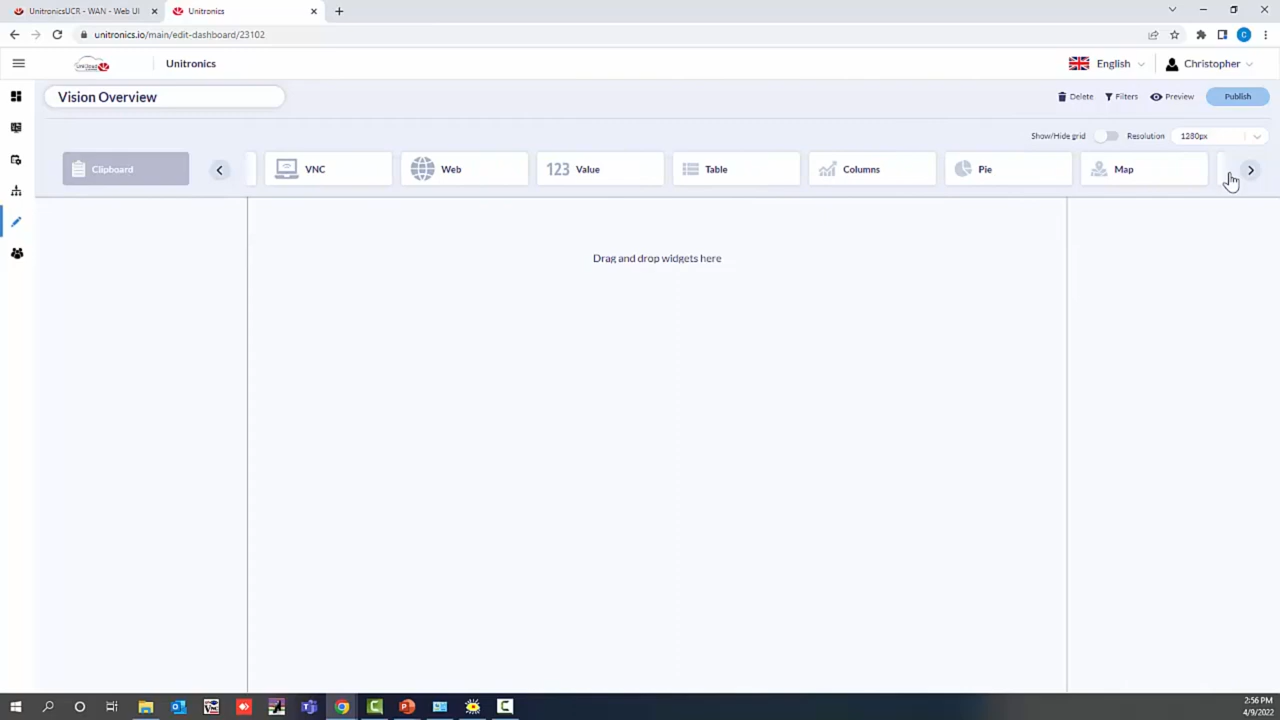 UnitronicsUCR - WAN - Web UI
Unitronics
unitronics.io/main/edit-dashboard/23102
C
Unitronics
English
Christopher
Vision Overview
Delete
Filters
Preview
Publish
Show/Hide grid
Resolution
1280px
Clipboard
VNC
Web
123 Value
Table
Columns
Pie
Map
Drag and drop widgets here
2:56 PM
4/9/2022